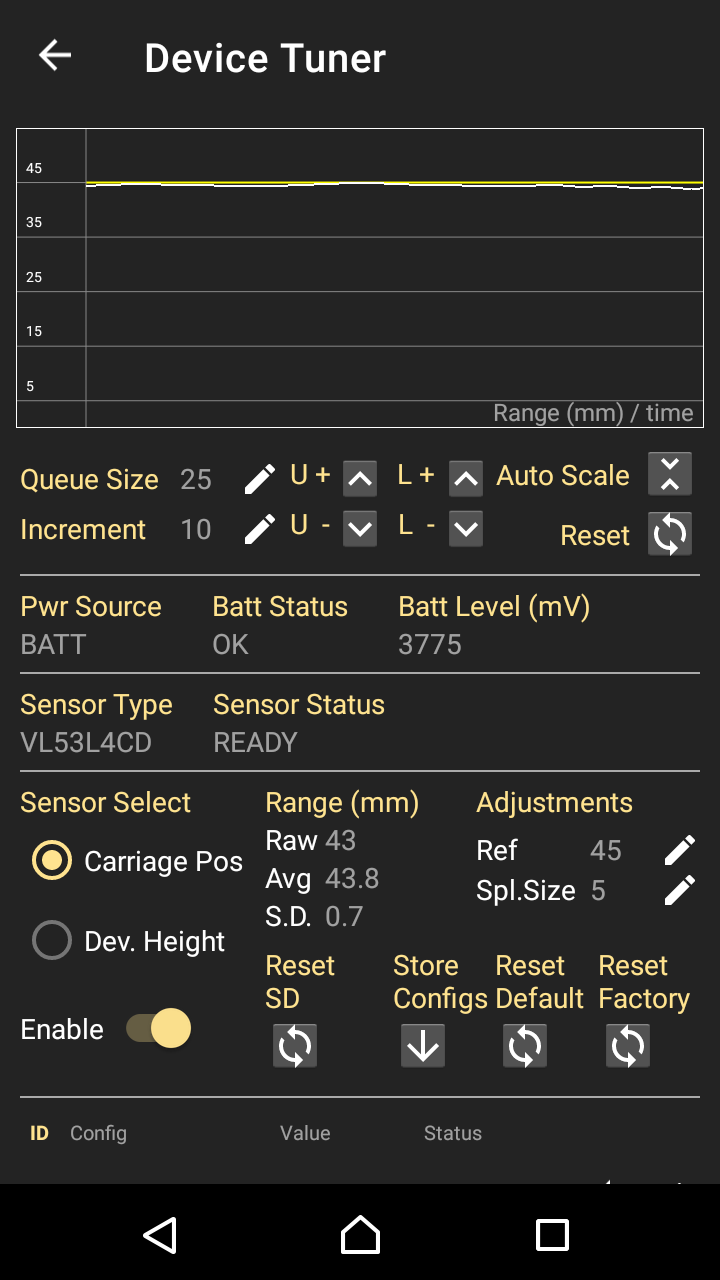 Device Tuner
45
35
25
15
5
Range (mm) / time
Queue Size 25 U + L + Auto Scale
Increment 10 U - L - Reset
Pwr Source Batt Status Batt Level (mV)
BATT OK 3775
Sensor Type Sensor Status
VL53L4CD READY
Sensor Select Range (mm) Adjustments
Raw 43 Ref 45
Carriage Pos Avg 43.8 Spl.Size 5
S.D. 0.7
Dev. Height
Reset SD
Store Configs
Reset Default
Reset Factory
Enable
ID Config Value Status